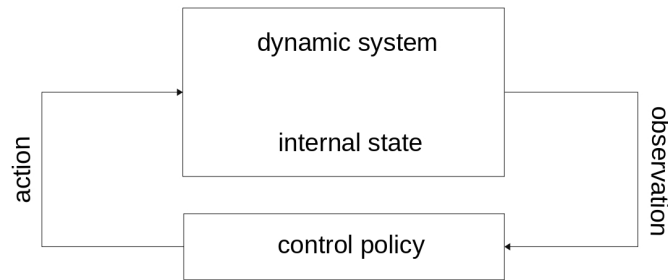 dynamic system
internal state
action
observation
control policy